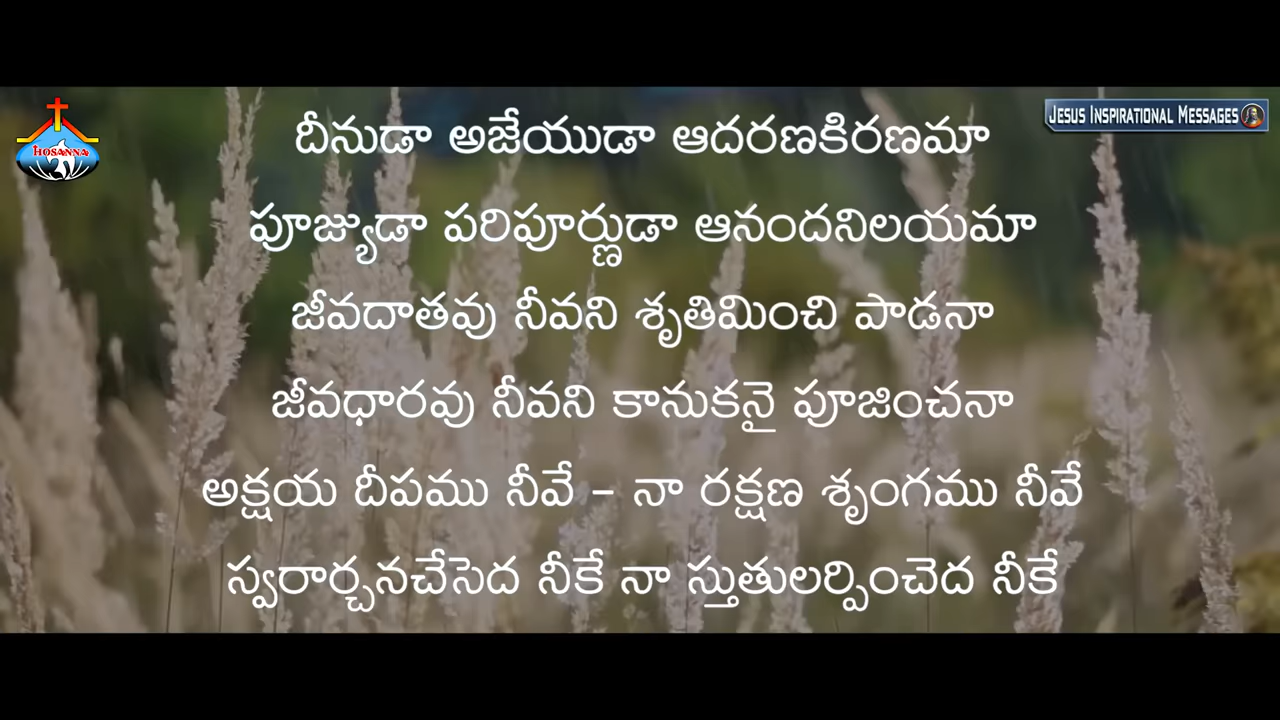 HOSANNA
JESUS INSPIRATIONAL MESSAGES
దీనుడా అజేయుడా ఆదరణకిరణమా
పూజ్యుడా పరిపూర్ణుడా ఆనందనిలయమా
జీవదాతవు నీవని శృతిమించి పాడనా
జీవధారవు నీవని కానుకనై పూజించనా
అక్షయ దీపము నీవే - నా రక్షణ శృంగము నీవే
స్వరార్చనచేసెద నీకే నా స్తుతులర్పించెద నీకే